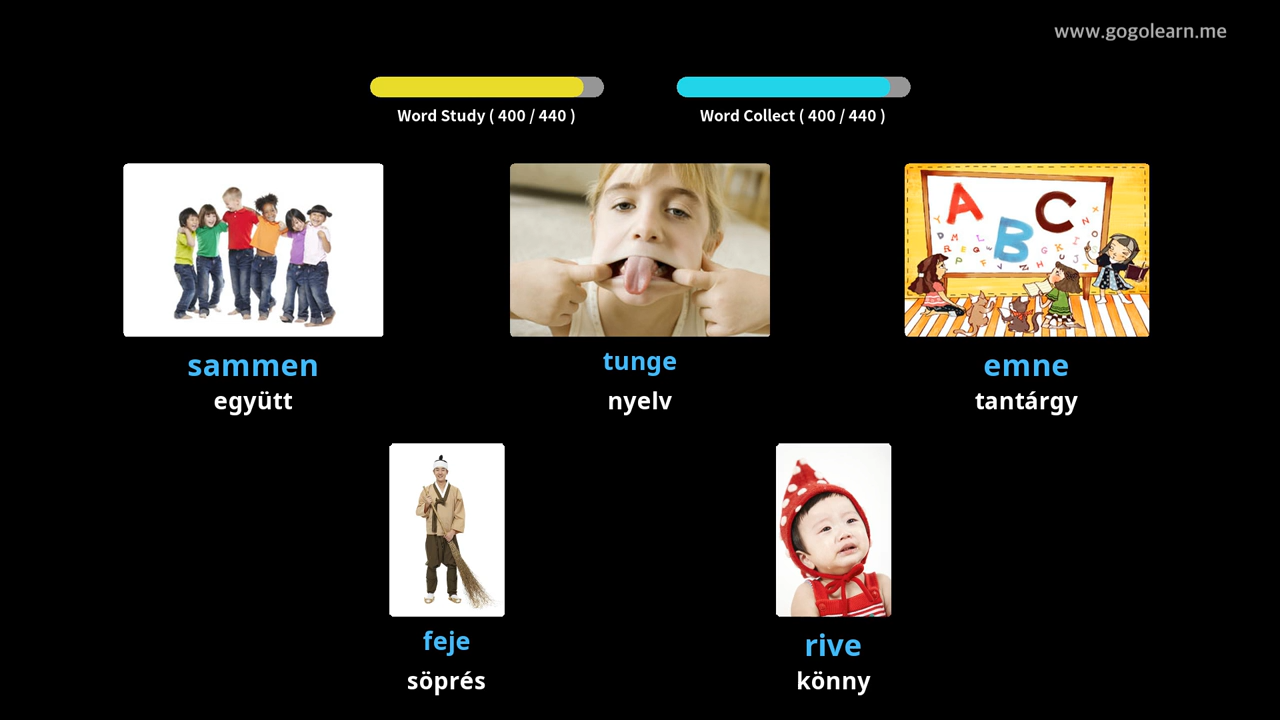 www.gogolearn.me
Word Study ( 400 / 440 )
Word Collect ( 400 / 440 )
sammen
együtt
tunge
nyelv
A B C
emne
tantárgy
feje
söprés
rive
könny